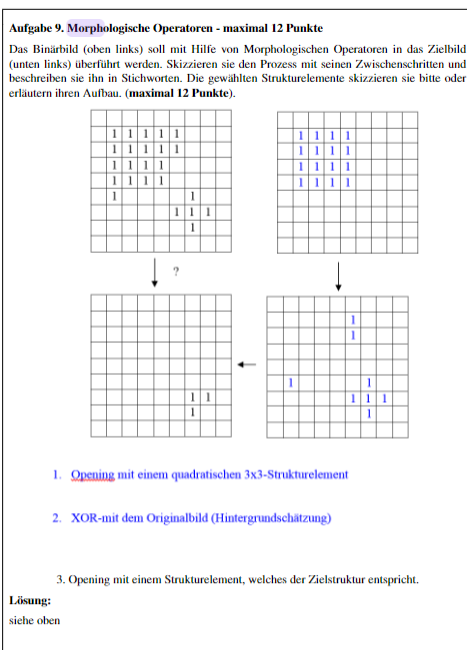 Aufgabe 9. Morphologische Operatoren - maximal 12 Punkte
Das Binärbild (oben links) soll mit Hilfe von Morphologischen Operatoren in das Zielbild
(unten links) überführt werden. Skizzieren sie den Prozess mit seinen Zwischenschritten und
beschreiben sie ihn in Stichworten. Die gewählten Strukturelemente skizzieren sie bitte oder
erläutern ihren Aufbau. (maximal 12 Punkte).
1 1 1 1 1
1 1 1 1 1
1 1 1 1
1 1 1 1
1 1
1 1 1
1
1 1 1 1
1 1 1 1
1 1 1 1
1 1 1 1
?
1 1
1
1
1
1 1
1 1 1
1
1. Opening mit einem quadratischen 3x3-Strukturelement
2. XOR-mit dem Originalbild (Hintergrundschätzung)
3. Opening mit einem Strukturelement, welches der Zielstruktur entspricht.
Lösung:
siehe oben